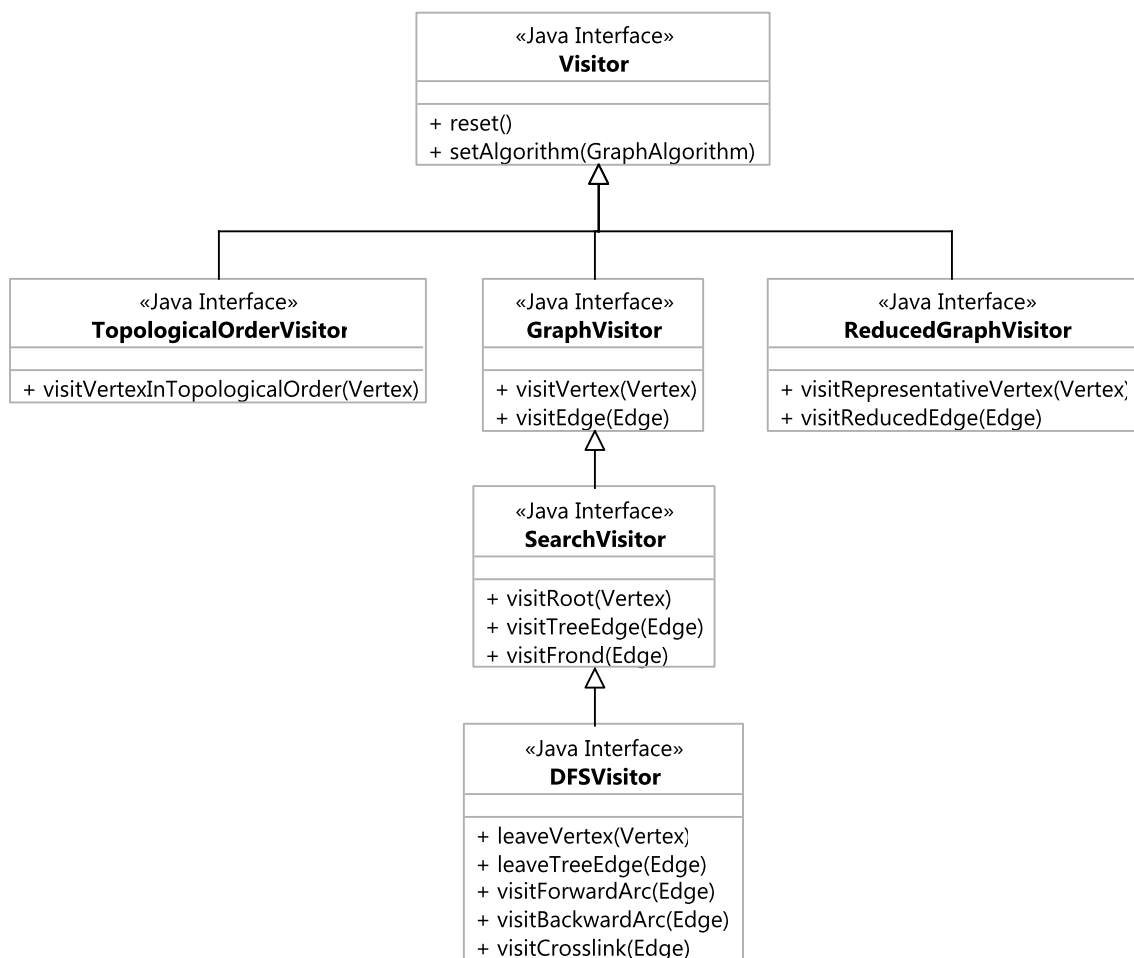 «Java Interface»
Visitor
+ reset()
+ setAlgorithm(GraphAlgorithm)
«Java Interface»
TopologicalOrderVisitor
+ visitVertexInTopologicalOrder(Vertex)
«Java Interface»
GraphVisitor
+ visitVertex(Vertex)
+ visitEdge(Edge)
«Java Interface»
ReducedGraphVisitor
+ visitRepresentativeVertex(Vertex)
+ visitReducedEdge(Edge)
«Java Interface»
SearchVisitor
+ visitRoot(Vertex)
+ visitTreeEdge(Edge)
+ visitFrond(Edge)
«Java Interface»
DFSVisitor
+ leaveVertex(Vertex)
+ leaveTreeEdge(Edge)
+ visitForwardArc(Edge)
+ visitBackwardArc(Edge)
+ visitCrosslink(Edge)